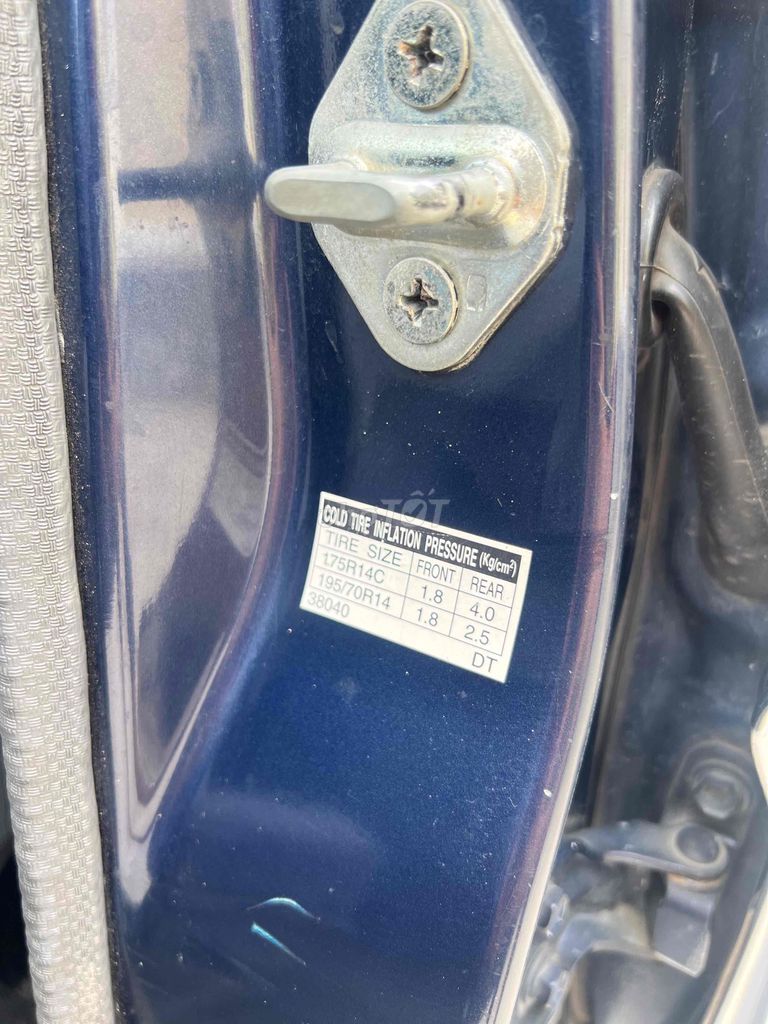 TỐT
COLD TIRE INFLATION PRESSURE (Kg/cm²)
TIRE SIZE FRONT REAR
175R14C 1.8 4.0
195/70R14 1.8 2.5
38040 DT